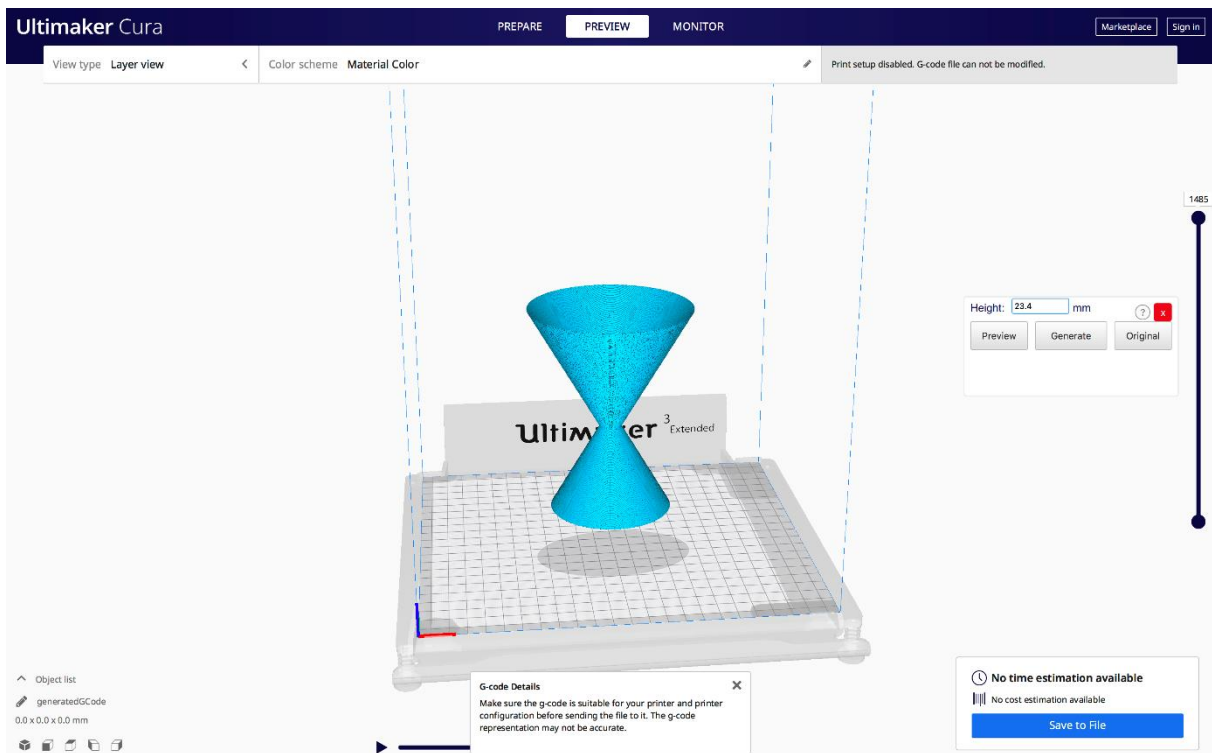 Ultimaker Cura
PREPARE PREVIEW MONITOR
Marketplace Sign in
View type Layer view
Color scheme Material Color
Print setup disabled. G-code file can not be modified.
1485
Height: 23.4 mm
? x
Preview Generate Original
Ultimaker 3 Extended
Object list
generatedGCode
0.0 x 0.0 x 0.0 mm
G-code Details
Make sure the g-code is suitable for your printer and printer
configuration before sending the file to it. The g-code
representation may not be accurate.
No time estimation available
No cost estimation available
Save to File